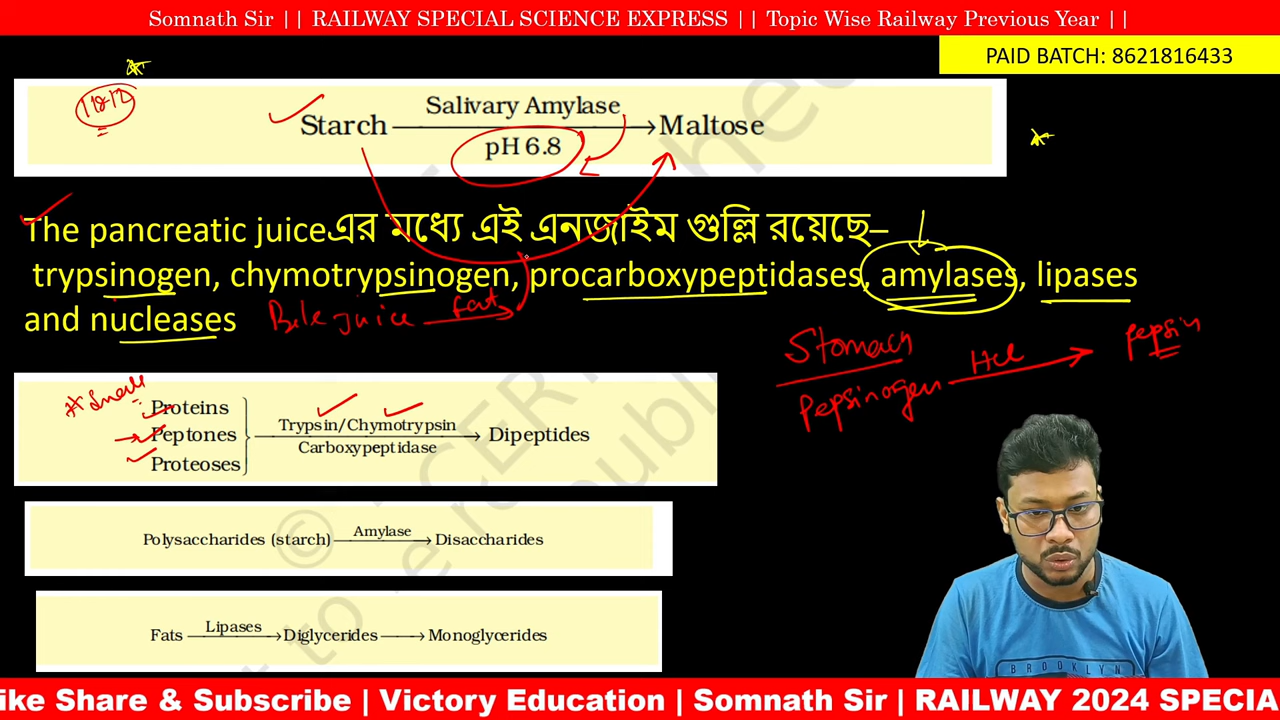 Somnath Sir || RAILWAY SPECIAL SCIENCE EXPRESS || Topic Wise Railway Previous Year ||
PAID BATCH: 8621816433
Salivary Amylase
Starch Maltose
pH 6.8
The pancreatic juiceএর মধ্যে এই এনজাইম গুল্লি রয়েছে–
trypsinogen, chymotrypsinogen, procarboxypeptidases, amylases, lipases
and nucleases
Bile juice fat
Stomach
Pepsinogen HCl pepsin
Proteins
Peptones
Proteoses
Trypsin/Chymotrypsin
Carboxypeptidase
Dipeptides
Polysaccharides (starch) Amylase Disaccharides
Fats Lipases Diglycerides Monoglycerides
BROOKLYN
ike Share & Subscribe | Victory Education | Somnath Sir | RAILWAY 2024 SPECIA